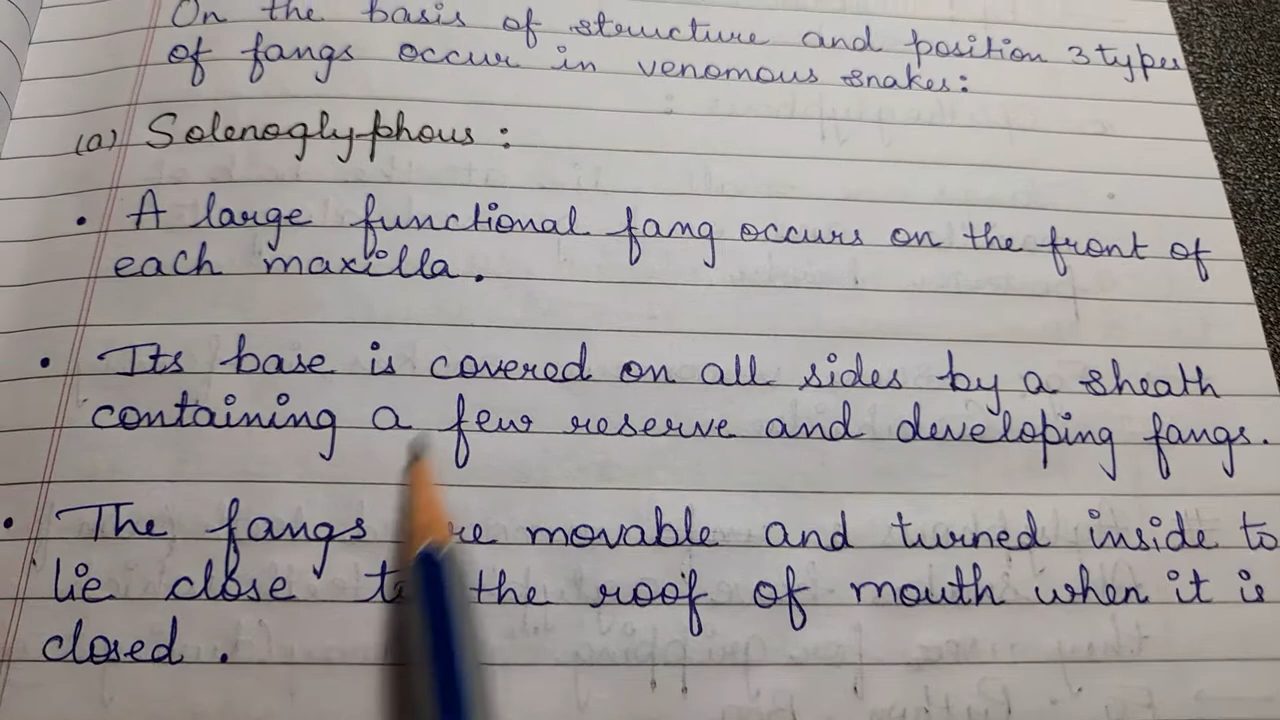 On the basis of structure and position 3 types
of fangs occur in venomous snakes:
(a) Solenoglyphous :
• A large functional fang occurs on the front of
each maxilla.
• Its base is covered on all sides by a sheath
containing a few reserve and developing fangs.
• The fangs movable and turned inside to
lie close to the roof of mouth when it is
closed.